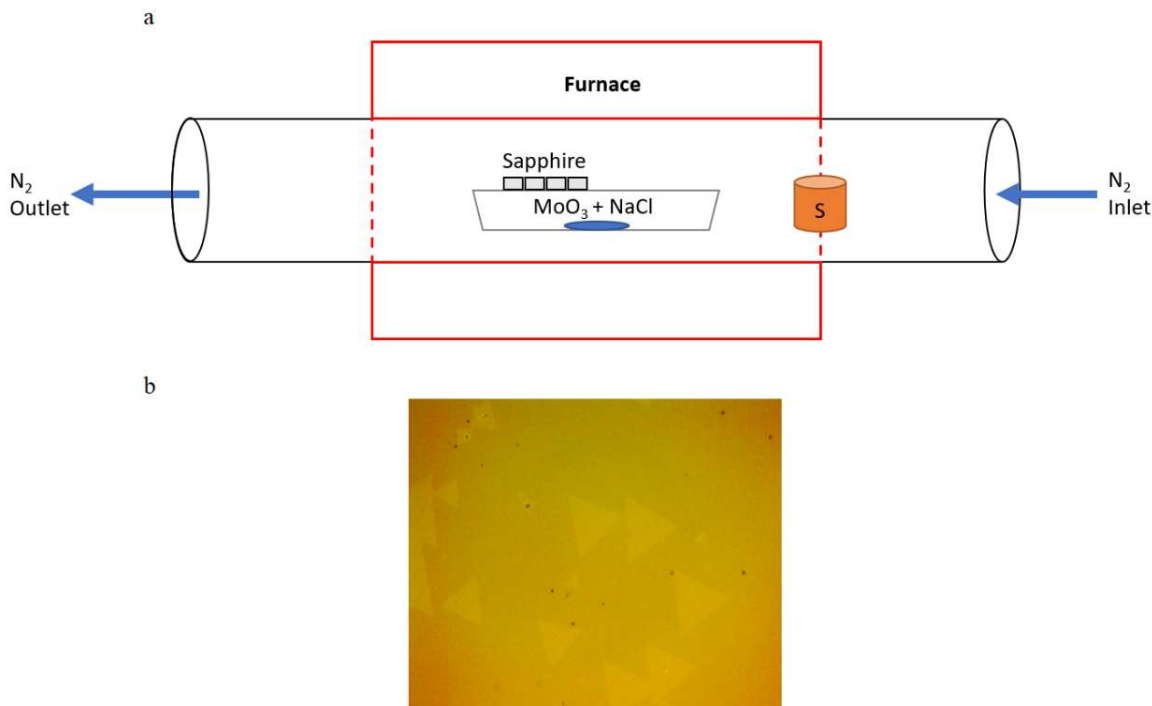 a
Furnace
Sapphire
N₂
Outlet
MoO₃ + NaCl
S
N₂
Inlet
b